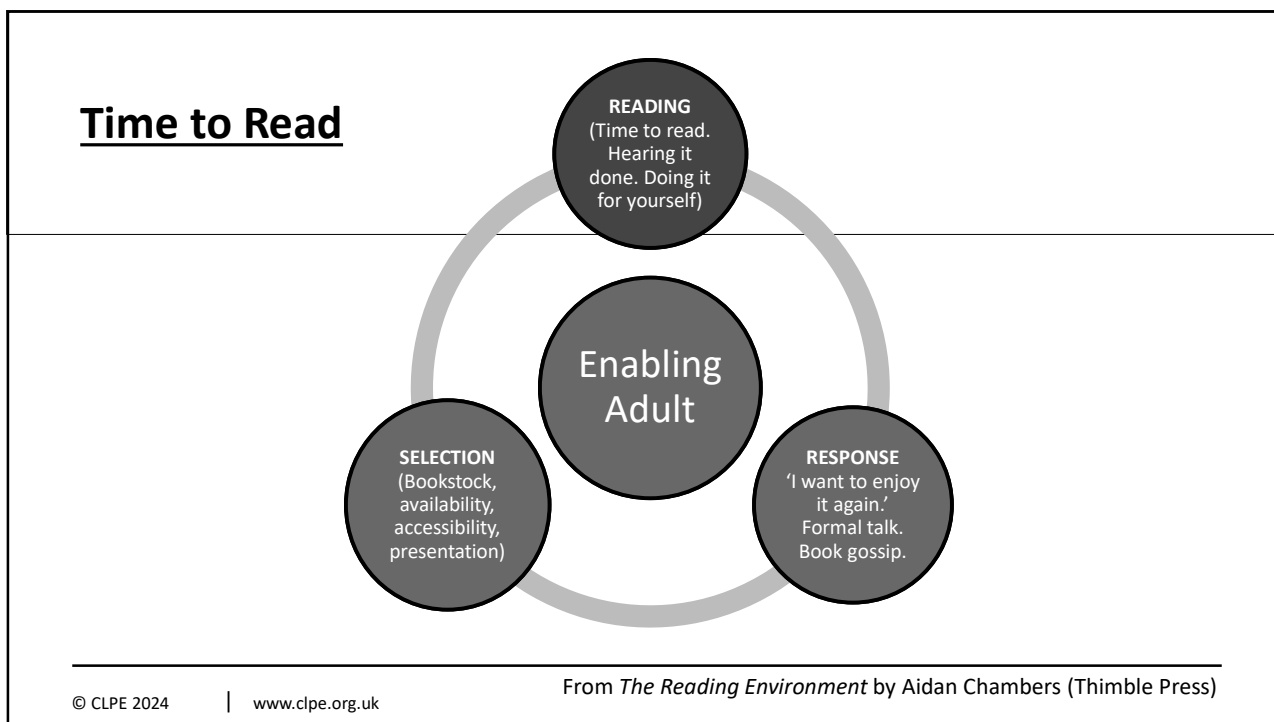 Time to Read
READING
(Time to read.
Hearing it
done. Doing it
for yourself)
Enabling
Adult
SELECTION
(Bookstock,
availability,
accessibility,
presentation)
RESPONSE
‘I want to enjoy
it again.’
Formal talk.
Book gossip.
From The Reading Environment by Aidan Chambers (Thimble Press)
© CLPE 2024 | www.clpe.org.uk